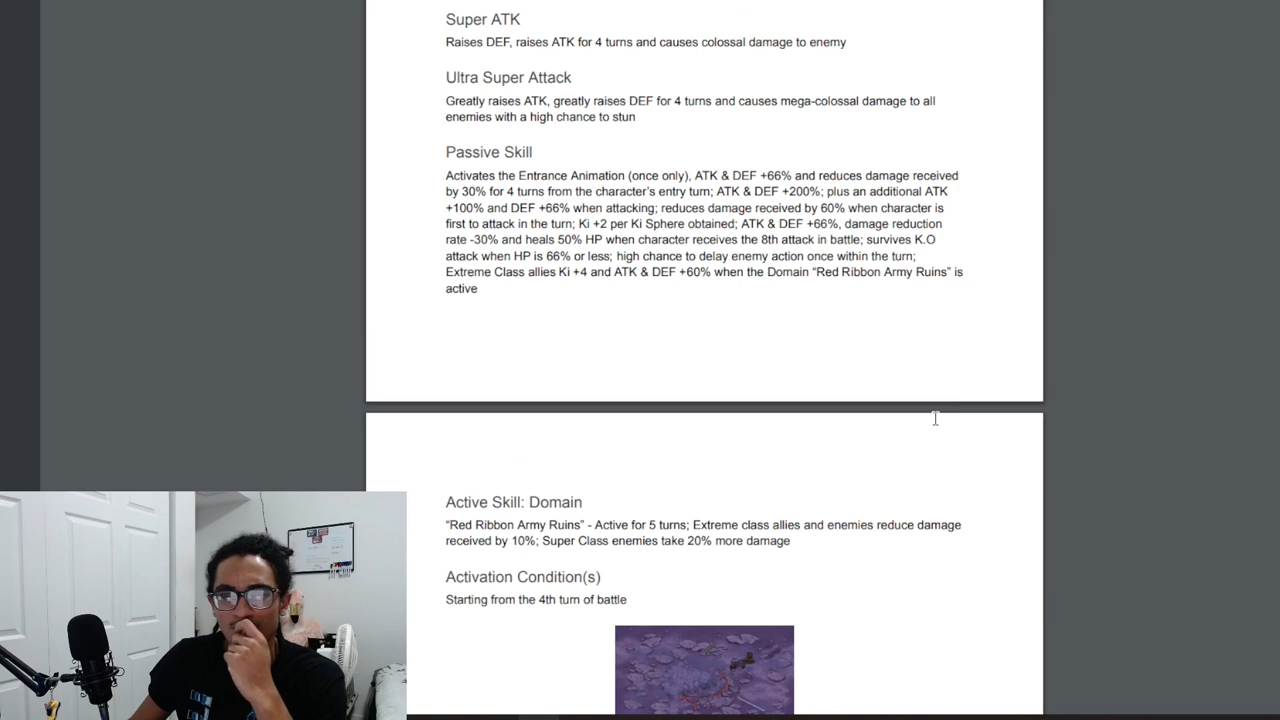 Super ATK
Raises DEF, raises ATK for 4 turns and causes colossal damage to enemy
Ultra Super Attack
Greatly raises ATK, greatly raises DEF for 4 turns and causes mega-colossal damage to all
enemies with a high chance to stun
Passive Skill
Activates the Entrance Animation (once only), ATK & DEF +66% and reduces damage received
by 30% for 4 turns from the character's entry turn; ATK & DEF +200%; plus an additional ATK
+100% and DEF +66% when attacking; reduces damage received by 60% when character is
first to attack in the turn; Ki +2 per Ki Sphere obtained; ATK & DEF +66%, damage reduction
rate -30% and heals 50% HP when character receives the 8th attack in battle; survives K.O
attack when HP is 66% or less; high chance to delay enemy action once within the turn;
Extreme Class allies Ki +4 and ATK & DEF +60% when the Domain “Red Ribbon Army Ruins” is
active
Active Skill: Domain
“Red Ribbon Army Ruins” - Active for 5 turns; Extreme class allies and enemies reduce damage
received by 10%; Super Class enemies take 20% more damage
Activation Condition(s)
Starting from the 4th turn of battle